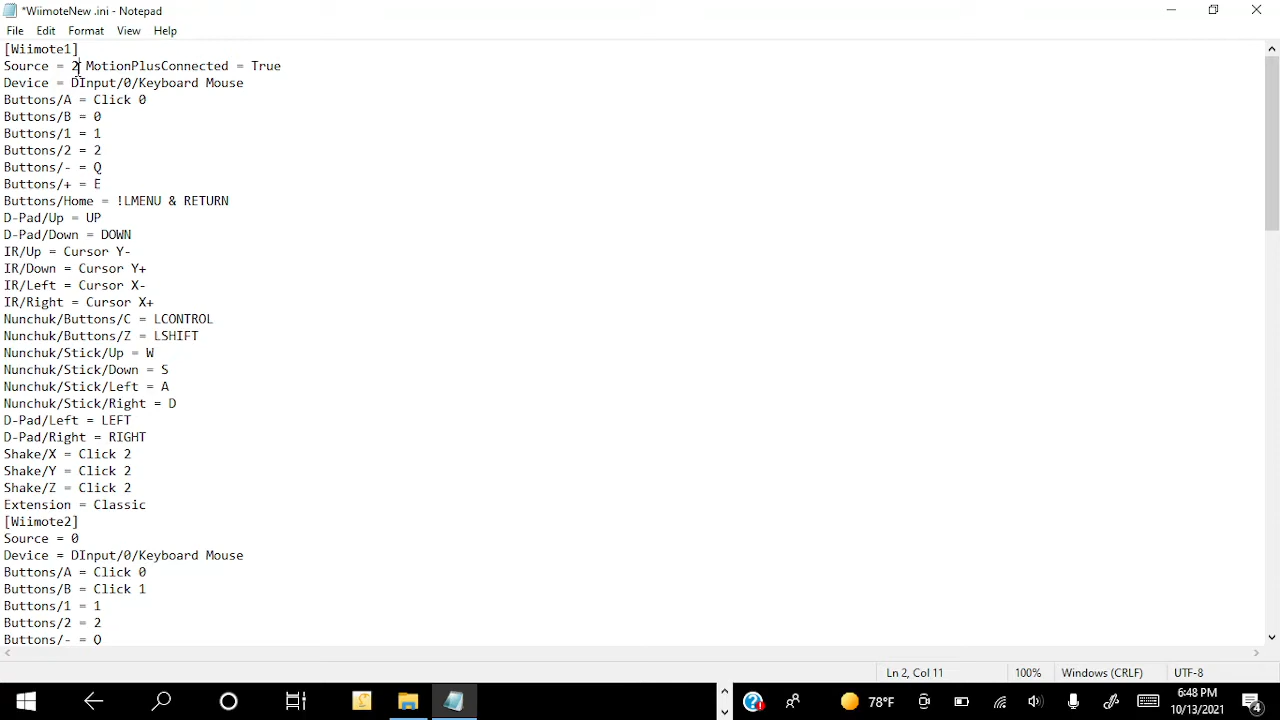 *WiimoteNew .ini - Notepad
File Edit Format View Help
[Wiimote1]
Source = 2 MotionPlusConnected = True
Device = DInput/0/Keyboard Mouse
Buttons/A = Click 0
Buttons/B = 0
Buttons/1 = 1
Buttons/2 = 2
Buttons/- = Q
Buttons/+ = E
Buttons/Home = !LMENU & RETURN
D-Pad/Up = UP
D-Pad/Down = DOWN
IR/Up = Cursor Y-
IR/Down = Cursor Y+
IR/Left = Cursor X-
IR/Right = Cursor X+
Nunchuk/Buttons/C = LCONTROL
Nunchuk/Buttons/Z = LSHIFT
Nunchuk/Stick/Up = W
Nunchuk/Stick/Down = S
Nunchuk/Stick/Left = A
Nunchuk/Stick/Right = D
D-Pad/Left = LEFT
D-Pad/Right = RIGHT
Shake/X = Click 2
Shake/Y = Click 2
Shake/Z = Click 2
Extension = Classic
[Wiimote2]
Source = 0
Device = DInput/0/Keyboard Mouse
Buttons/A = Click 0
Buttons/B = Click 1
Buttons/1 = 1
Buttons/2 = 2
Buttons/- = Q
Ln 2, Col 11 100% Windows (CRLF) UTF-8
78°F 6:48 PM
10/13/2021 4